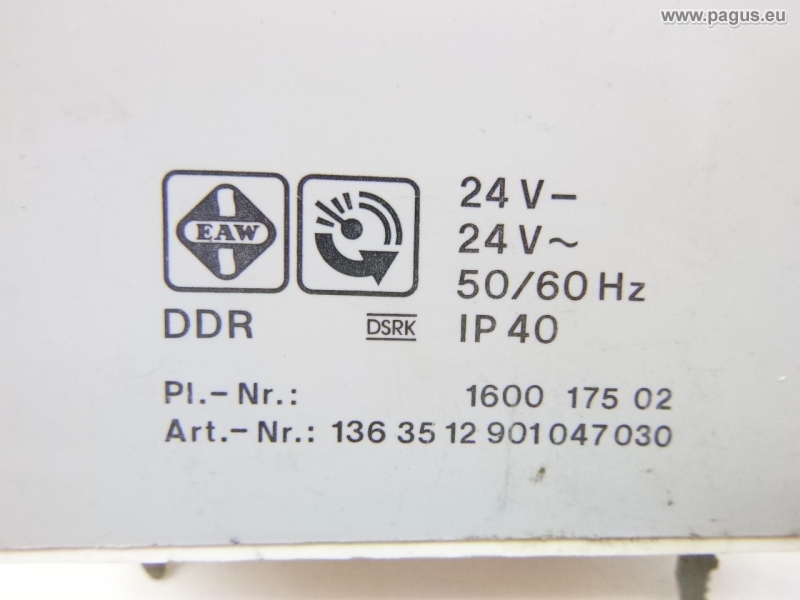 www.pagus.eu
EAW
24 V–
24 V~
50/60 Hz
DDR DSRK IP 40
Pl.–Nr.: 1600 175 02
Art.–Nr.: 136 35 12 901047030